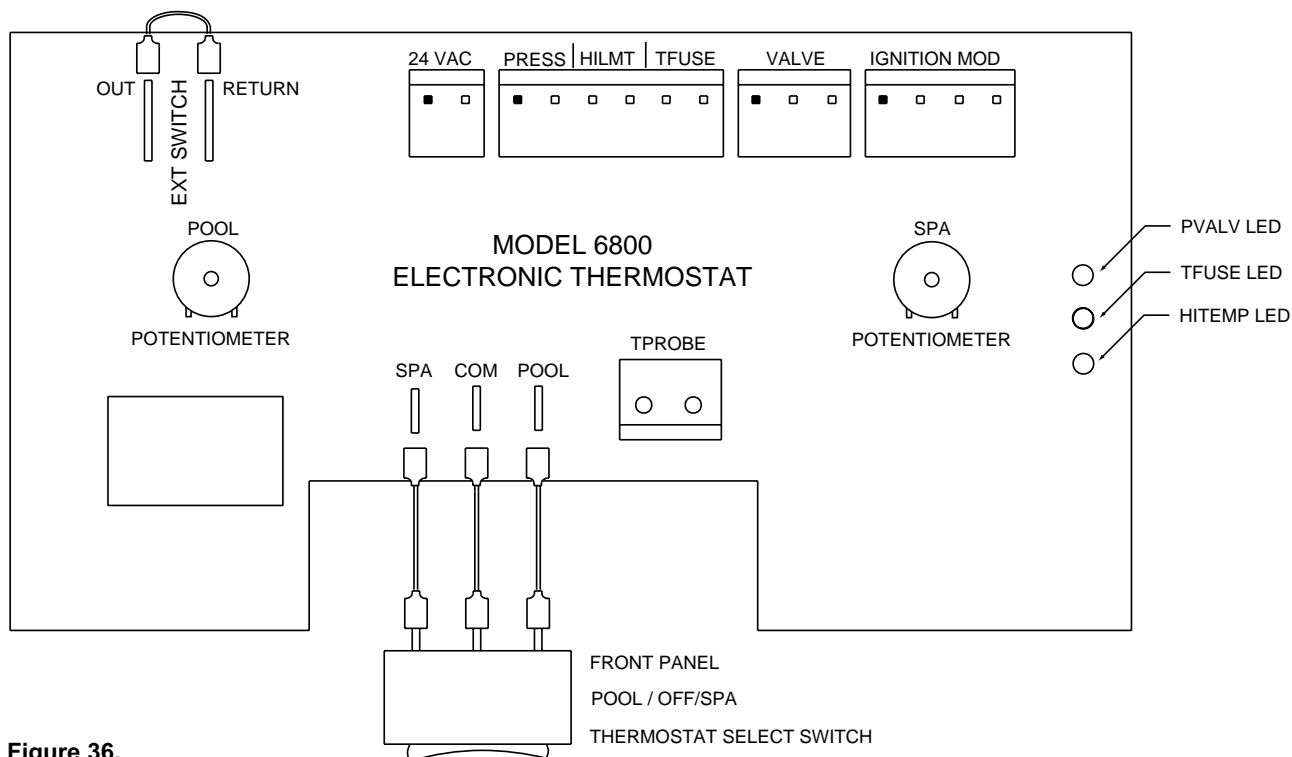 24 VAC
PRESS HILMT TFUSE
VALVE
IGNITION MOD
OUT
RETURN
EXT SWITCH
POOL
POTENTIOMETER
MODEL 6800
ELECTRONIC THERMOSTAT
SPA
POTENTIOMETER
PVALV LED
TFUSE LED
HITEMP LED
TPROBE
SPA COM POOL
FRONT PANEL
POOL / OFF/SPA
THERMOSTAT SELECT SWITCH
Figure 36.